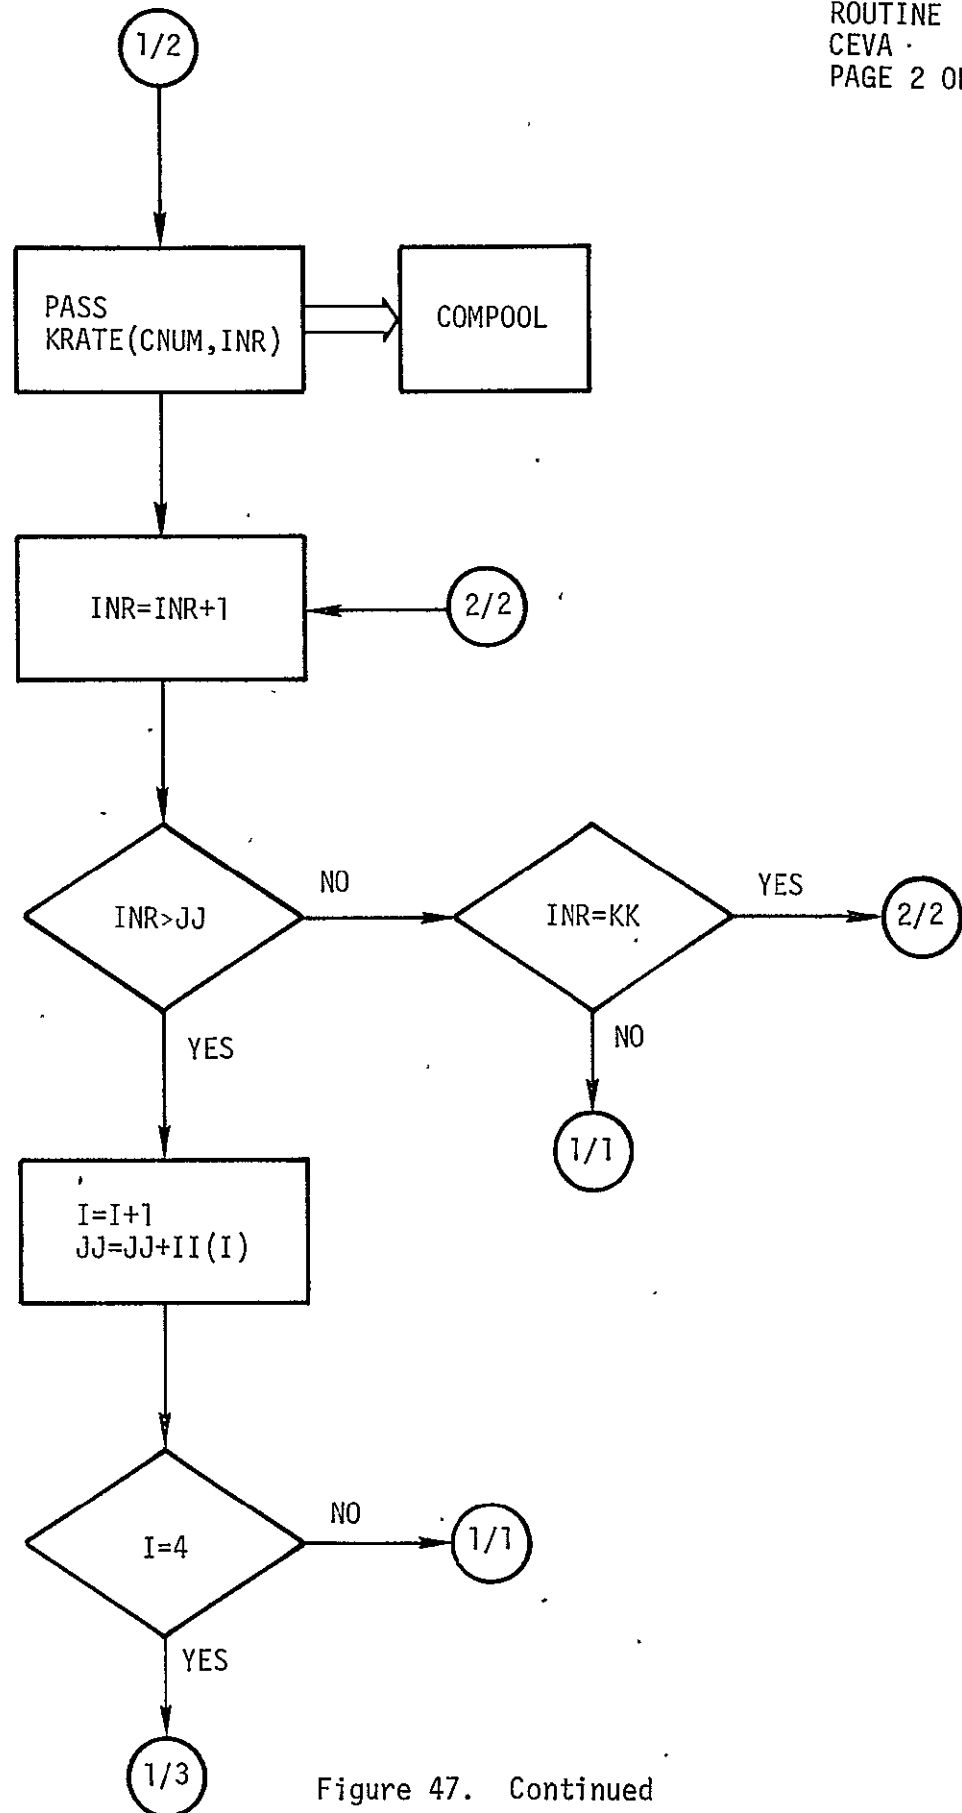 ROUTINE
CEVA
PAGE 2
1/2
PASS
KRATE(CNUM,INR)
COMPOOL
INR=INR+1
2/2
INR>JJ
NO
INR=KK
YES
2/2
YES
NO
1/1
I=I+1
JJ=JJ+II(I)
I=4
NO
1/1
YES
1/3
Figure 47. Continued